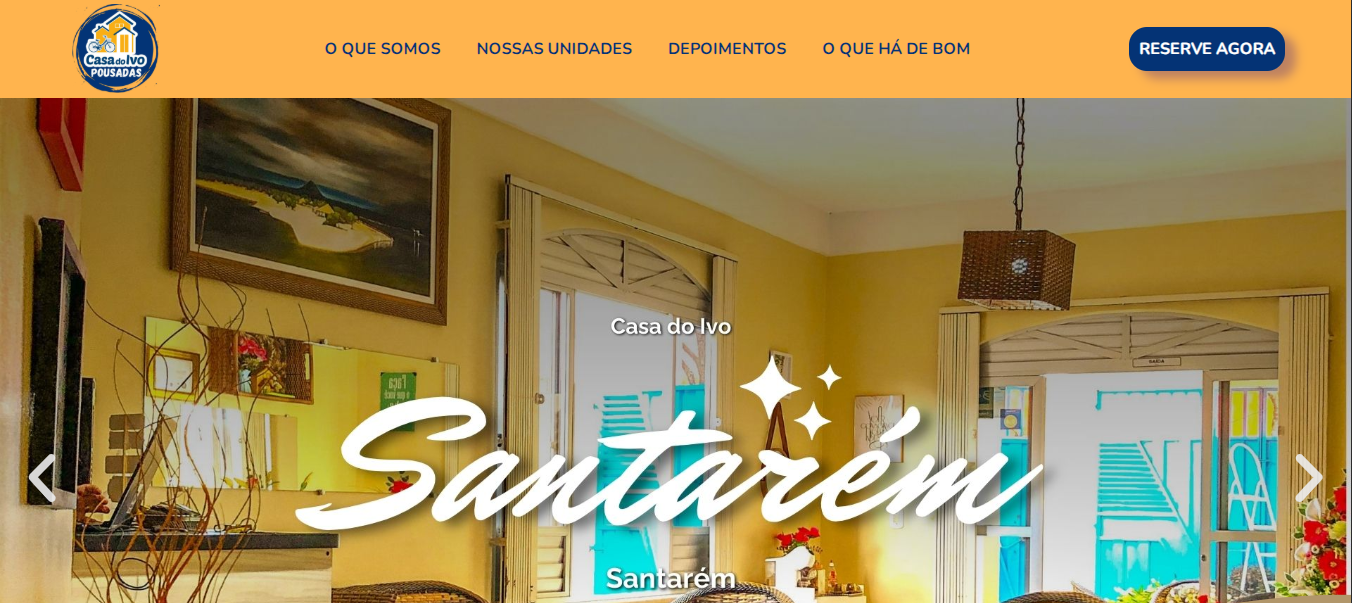 Casa do Ivo
POUSADAS
O QUE SOMOS
NOSSAS UNIDADES
DEPOIMENTOS
O QUE HÁ DE BOM
RESERVE AGORA
Casa do Ivo
Santarém
Santarém